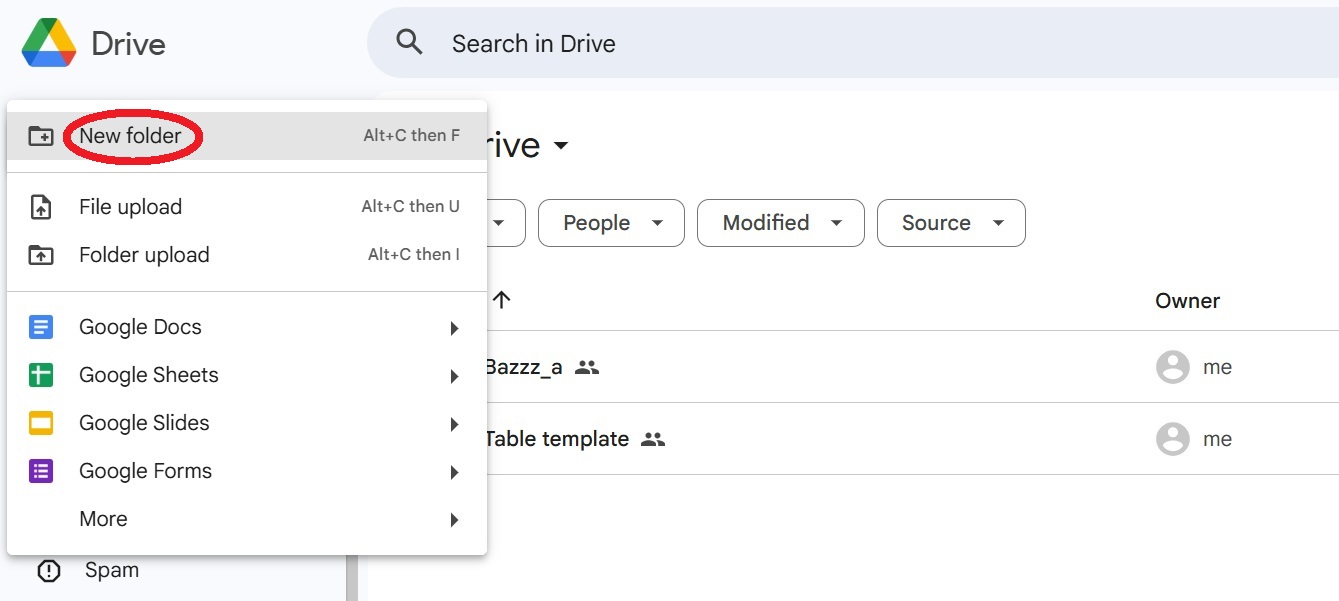 Drive
Search in Drive
New folder Alt+C then F
rive
File upload Alt+C then U
Folder upload Alt+C then I
People Modified Source
Owner
Google Docs
Google Sheets
Google Slides
Google Forms
More
Bazzz_a me
Table template me
Spam